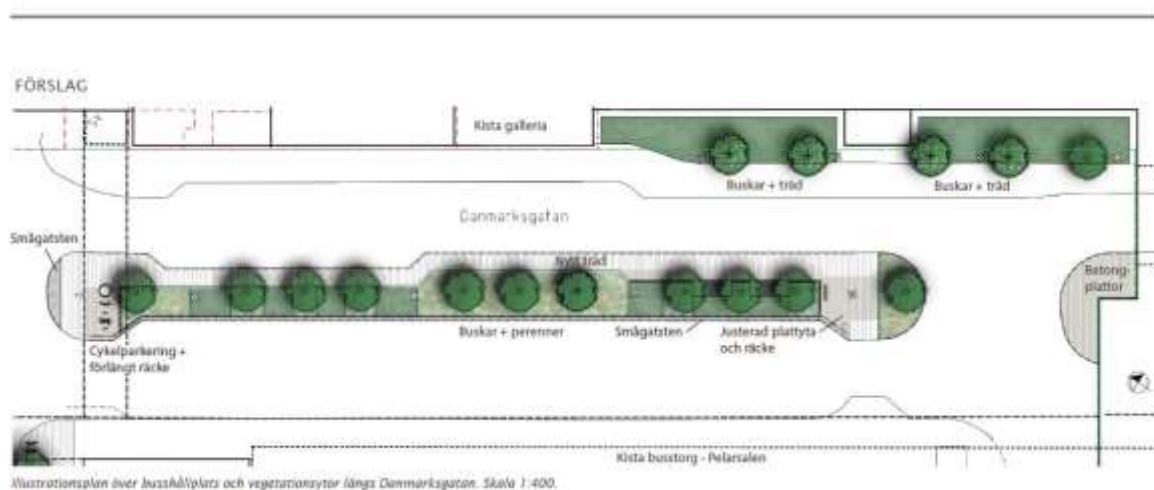 FÖRSLAG
Kista galleria
Buskar + träd
Buskar + träd
Danmarksgatan
Smågatsten
Nytt träd
Betong-
plattor
Buskar + perenner
Smågatsten
Justerad plattyta
och räcke
Cykelparkering +
förlängt räcke
Kista busstorg - Pelarsalen
Illustrationsplan över busshållplats och vegetationsytor längs Danmarksgatan. Skala 1:400.